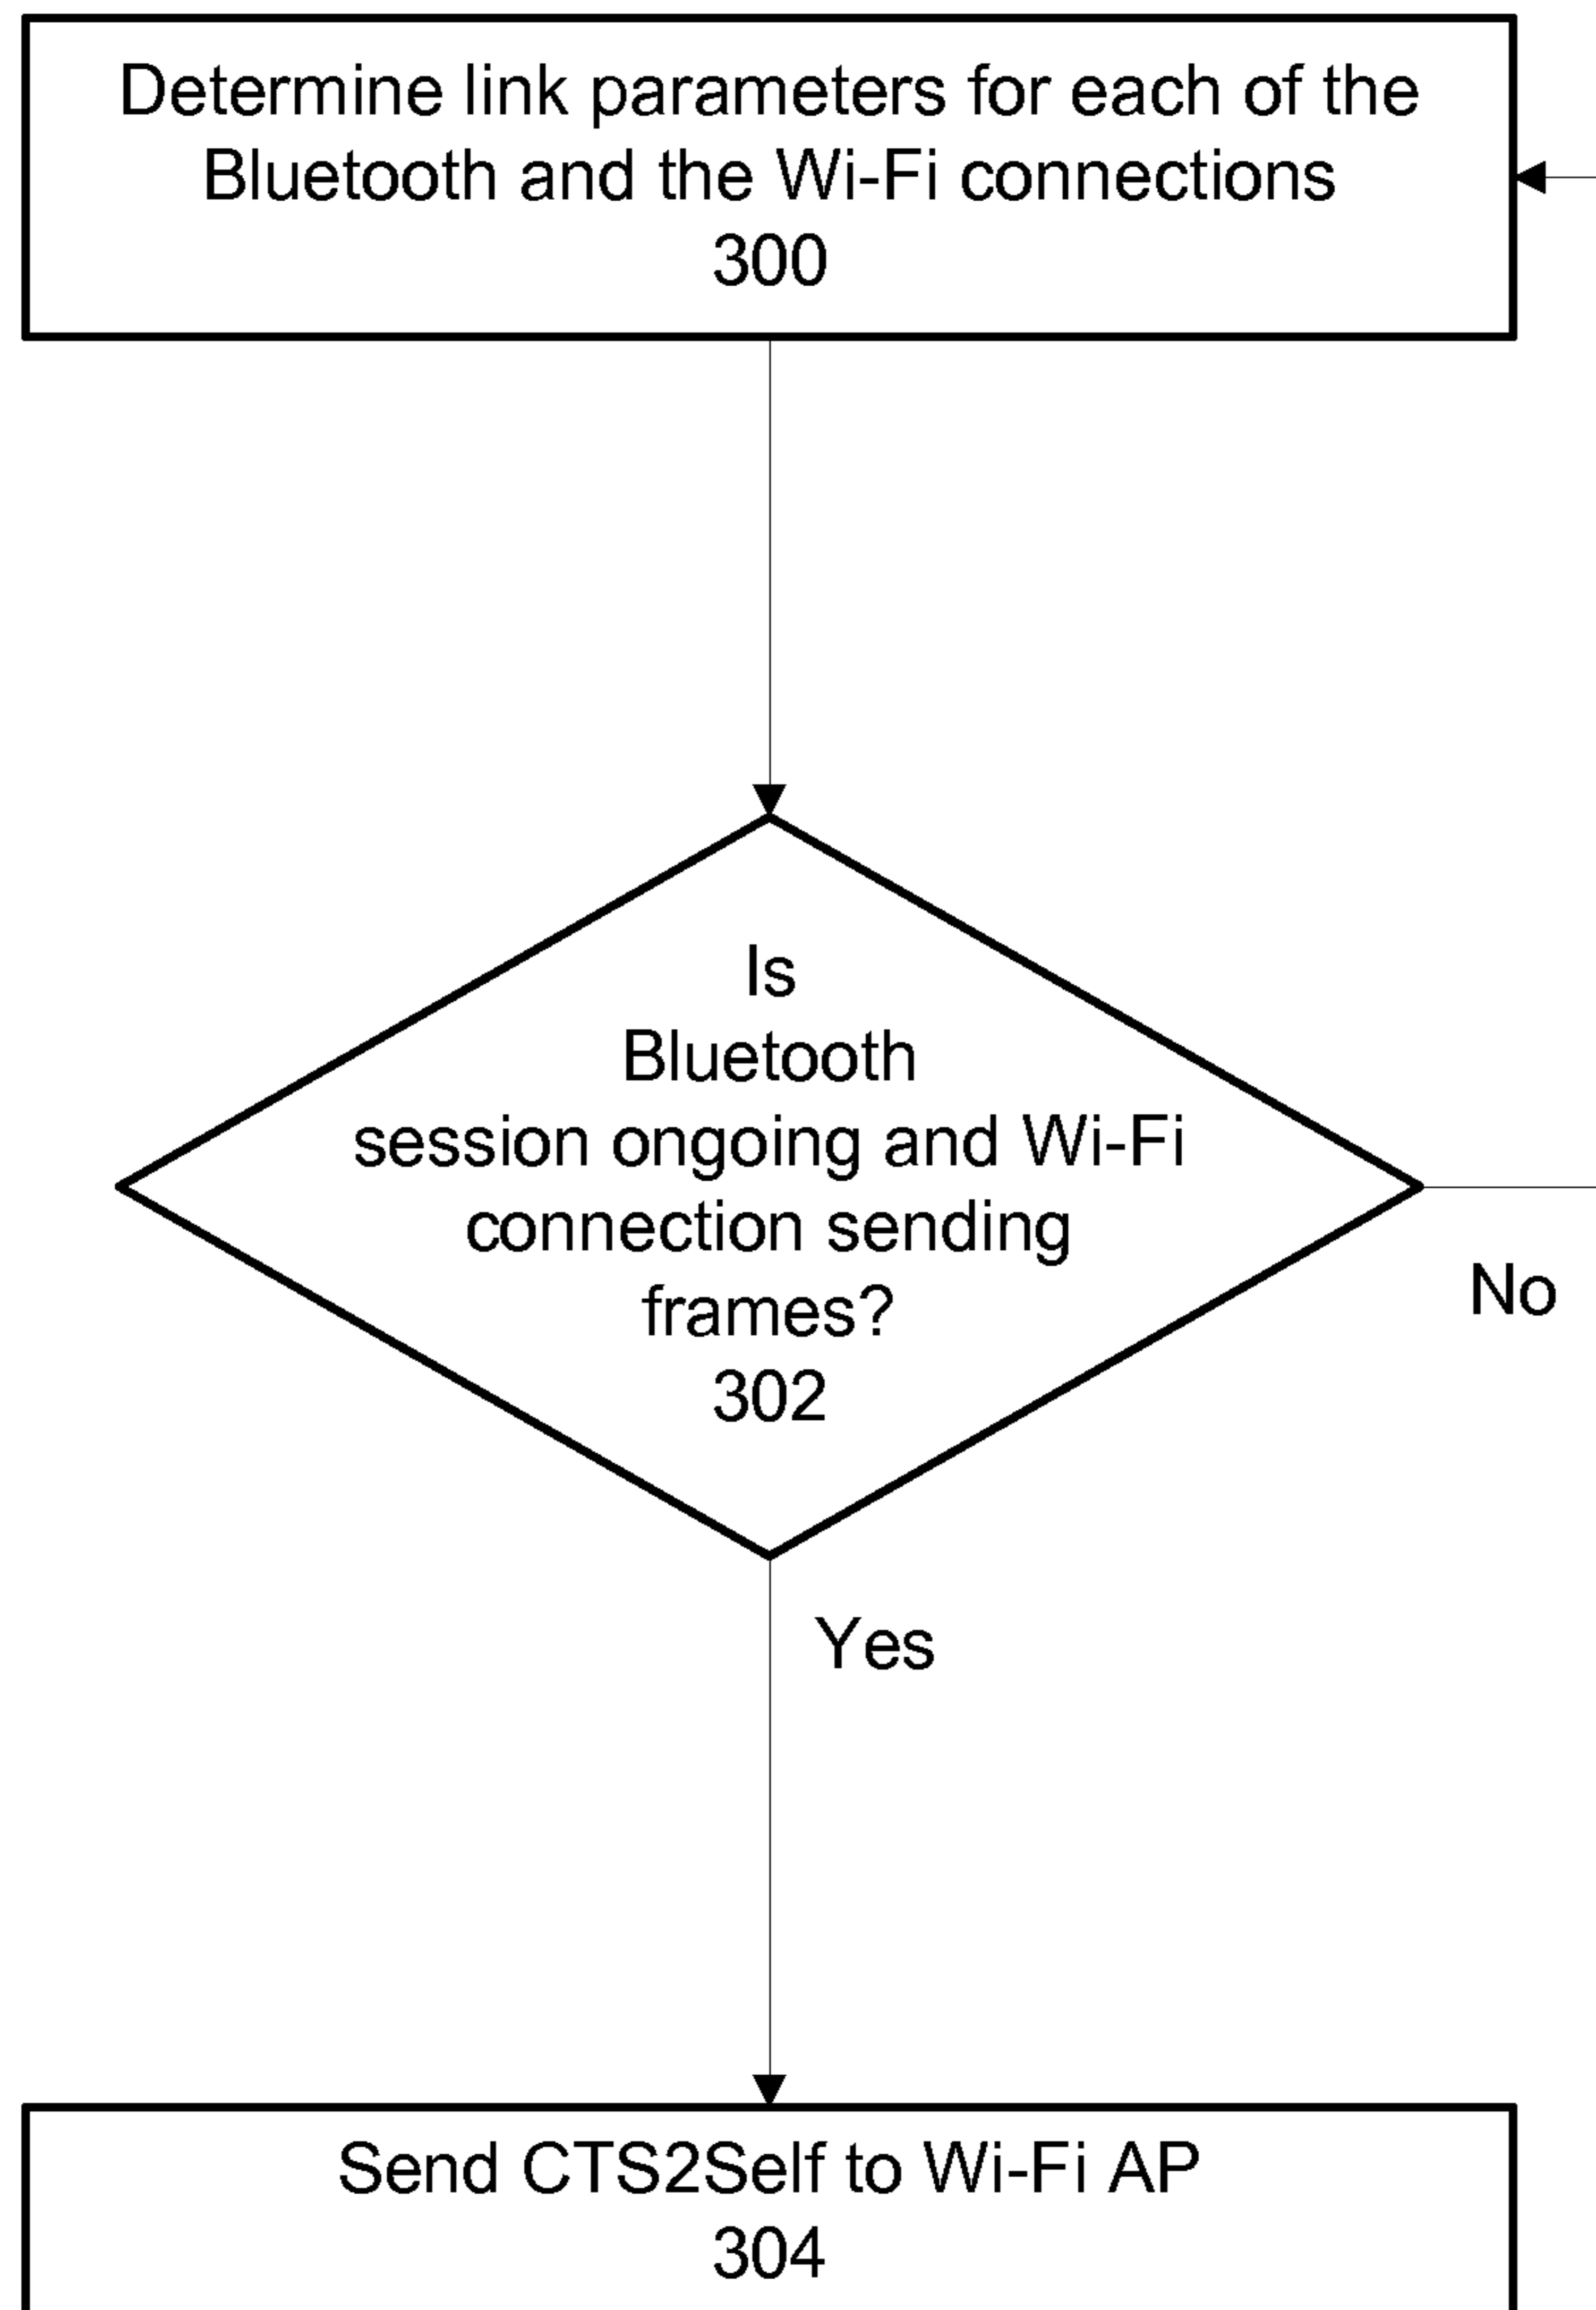 Determine link parameters for each of the
Bluetooth and the Wi-Fi connections
300
Is
Bluetooth
session ongoing and Wi-Fi
connection sending
frames?
302
No
Yes
Send CTS2Self to Wi-Fi AP
304